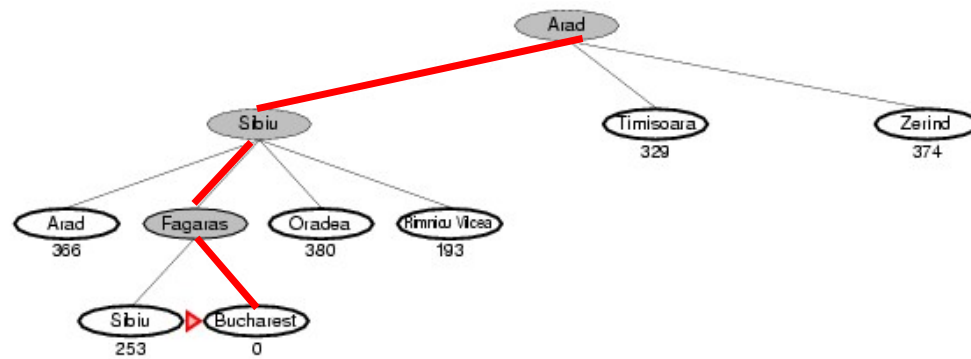 Arad
Sibiu Timisoara Zerind
329 374
Arad Fagaras Oradea Rimnicu Vilcea
366 380 193
Sibiu Bucharest
253 0